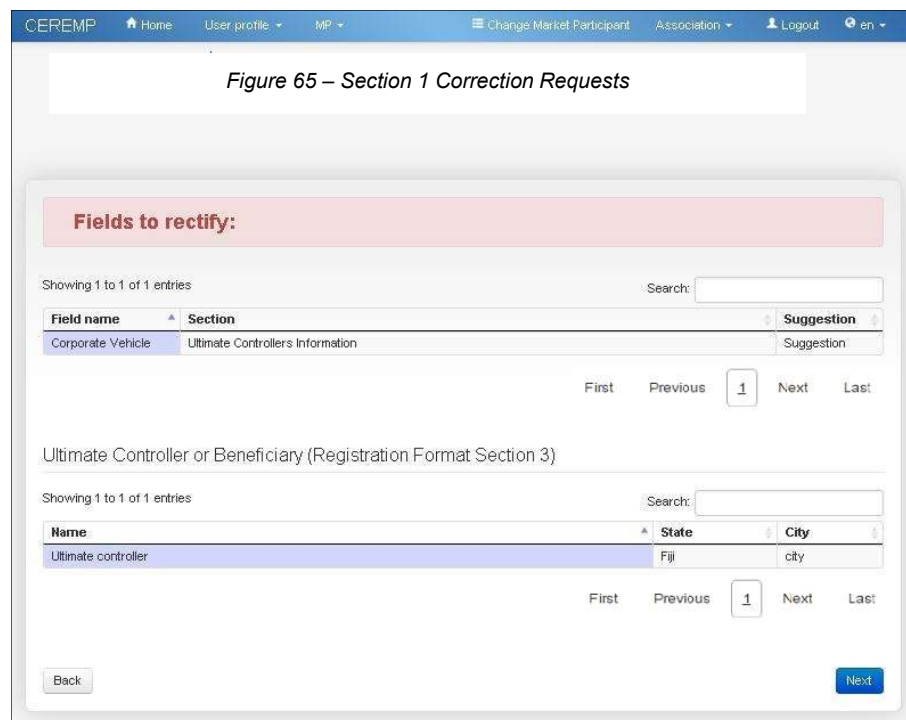 CEREMP Home User profile MP Change Market Participant Association Logout en
Figure 65 – Section 1 Correction Requests
Fields to rectify:
Showing 1 to 1 of 1 entries Search:
Field name Section Suggestion
Corporate Vehicle Ultimate Controllers Information Suggestion
First Previous 1 Next Last
Ultimate Controller or Beneficiary (Registration Format Section 3)
Showing 1 to 1 of 1 entries Search:
Name State City
Ultimate controller Fiji city
First Previous 1 Next Last
Back Next